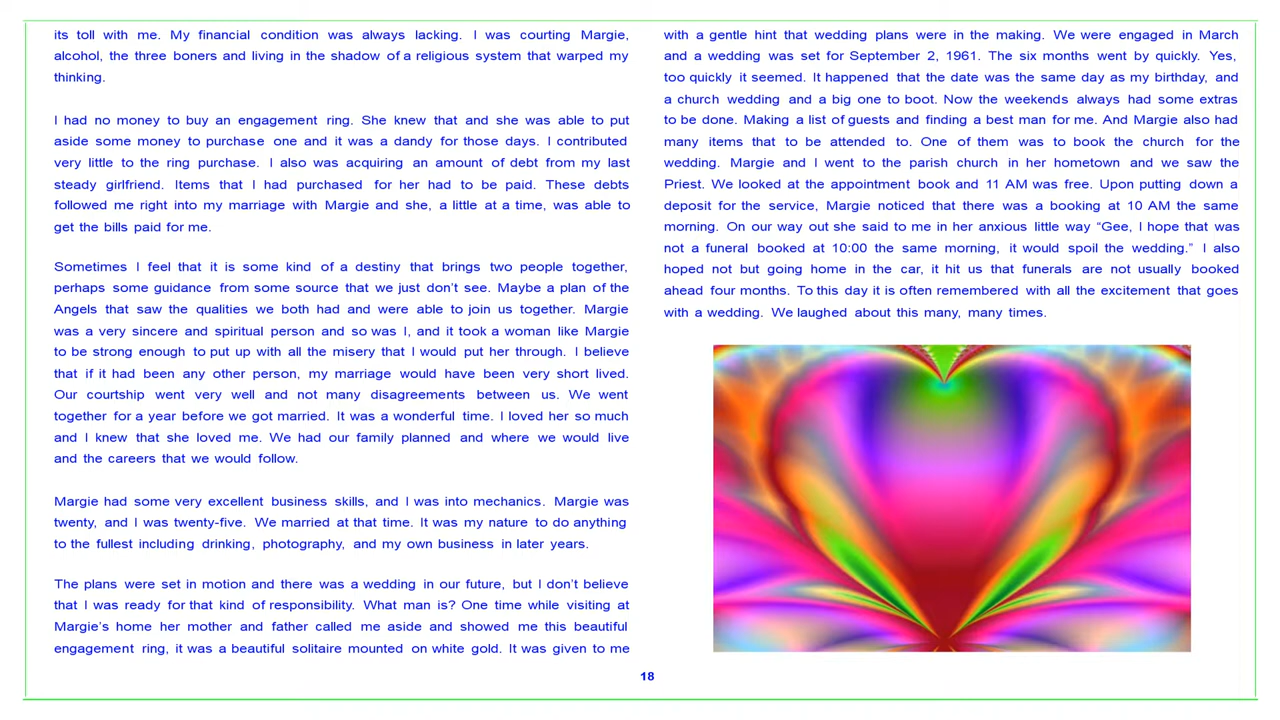 its toll with me. My financial condition was always lacking. I was courting Margie,
alcohol, the three boners and living in the shadow of a religious system that warped my
thinking.
I had no money to buy an engagement ring. She knew that and she was able to put
aside some money to purchase one and it was a dandy for those days. I contributed
very little to the ring purchase. I also was acquiring an amount of debt from my last
steady girlfriend. Items that I had purchased for her had to be paid. These debts
followed me right into my marriage with Margie and she, a little at a time, was able to
get the bills paid for me.
Sometimes I feel that it is some kind of a destiny that brings two people together,
perhaps some guidance from some source that we just don’t see. Maybe a plan of the
Angels that saw the qualities we both had and were able to join us together. Margie
was a very sincere and spiritual person and so was I, and it took a woman like Margie
to be strong enough to put up with all the misery that I would put her through. I believe
that if it had been any other person, my marriage would have been very short lived.
Our courtship went very well and not many disagreements between us. We went
together for a year before we got married. It was a wonderful time. I loved her so much
and I knew that she loved me. We had our family planned and where we would live
and the careers that we would follow.
Margie had some very excellent business skills, and I was into mechanics. Margie was
twenty, and I was twenty-five. We married at that time. It was my nature to do anything
to the fullest including drinking, photography, and my own business in later years.
The plans were set in motion and there was a wedding in our future, but I don’t believe
that I was ready for that kind of responsibility. What man is? One time while visiting at
Margie’s home her mother and father called me aside and showed me this beautiful
engagement ring, it was a beautiful solitaire mounted on white gold. It was given to me
with a gentle hint that wedding plans were in the making. We were engaged in March
and a wedding was set for September 2, 1961. The six months went by quickly. Yes,
too quickly it seemed. It happened that the date was the same day as my birthday, and
a church wedding and a big one to boot. Now the weekends always had some extras
to be done. Making a list of guests and finding a best man for me. And Margie also had
many items that to be attended to. One of them was to book the church for the
wedding. Margie and I went to the parish church in her hometown and we saw the
Priest. We looked at the appointment book and 11 AM was free. Upon putting down a
deposit for the service, Margie noticed that there was a booking at 10 AM the same
morning. On our way out she said to me in her anxious little way “Gee, I hope that was
not a funeral booked at 10:00 the same morning, it would spoil the wedding.” I also
hoped not but going home in the car, it hit us that funerals are not usually booked
ahead four months. To this day it is often remembered with all the excitement that goes
with a wedding. We laughed about this many, many times.
18